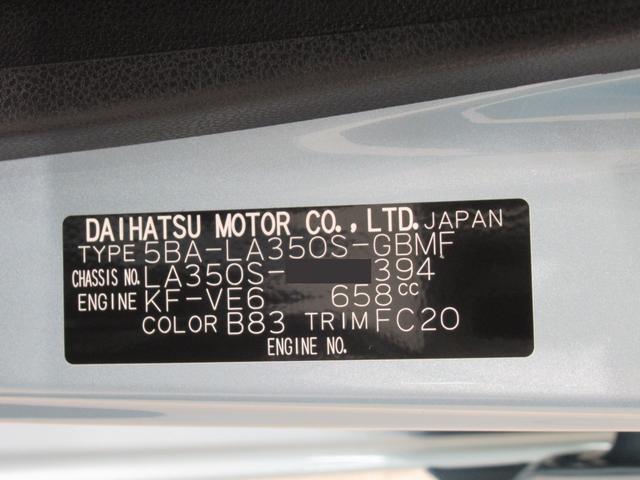 DAIHATSU MOTOR CO., LTD. JAPAN
TYPE 5BA-LA350S-GBMF
CHASSIS NO. LA350S- 394
ENGINE KF-VE6 658cc
COLOR B83 TRIM FC20
ENGINE NO.